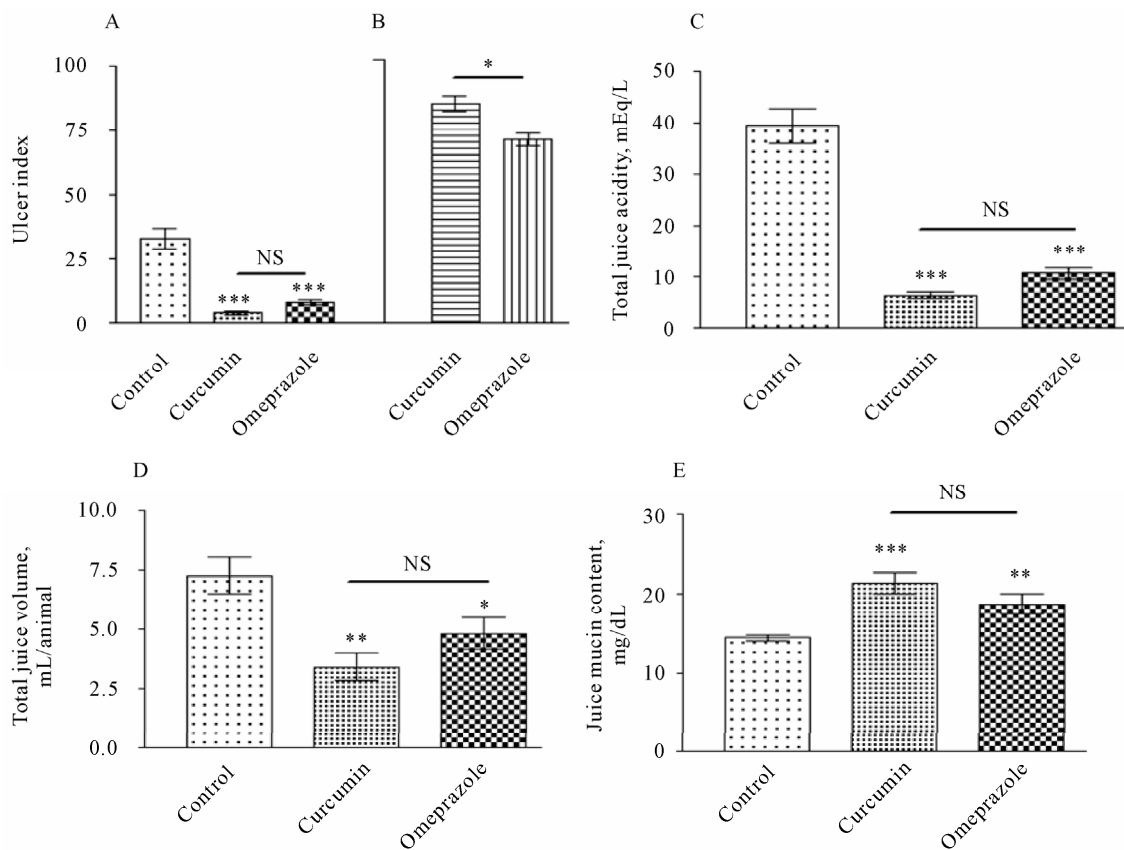 A
B
Ulcer index
100
75
50
25
0
*
NS
***
***
Control
Curcumin
Omeprazole
Curcumin
Omeprazole
C
Total juice acidity, mEq/L
50
40
30
20
10
0
NS
***
***
Control
Curcumin
Omeprazole
D
Total juice volume,
mL/animal
10.0
7.5
5.0
2.5
0.0
NS
**
*
Control
Curcumin
Omeprazole
E
Juice mucin content,
mg/dL
30
20
10
0
NS
***
**
Control
Curcumin
Omeprazole